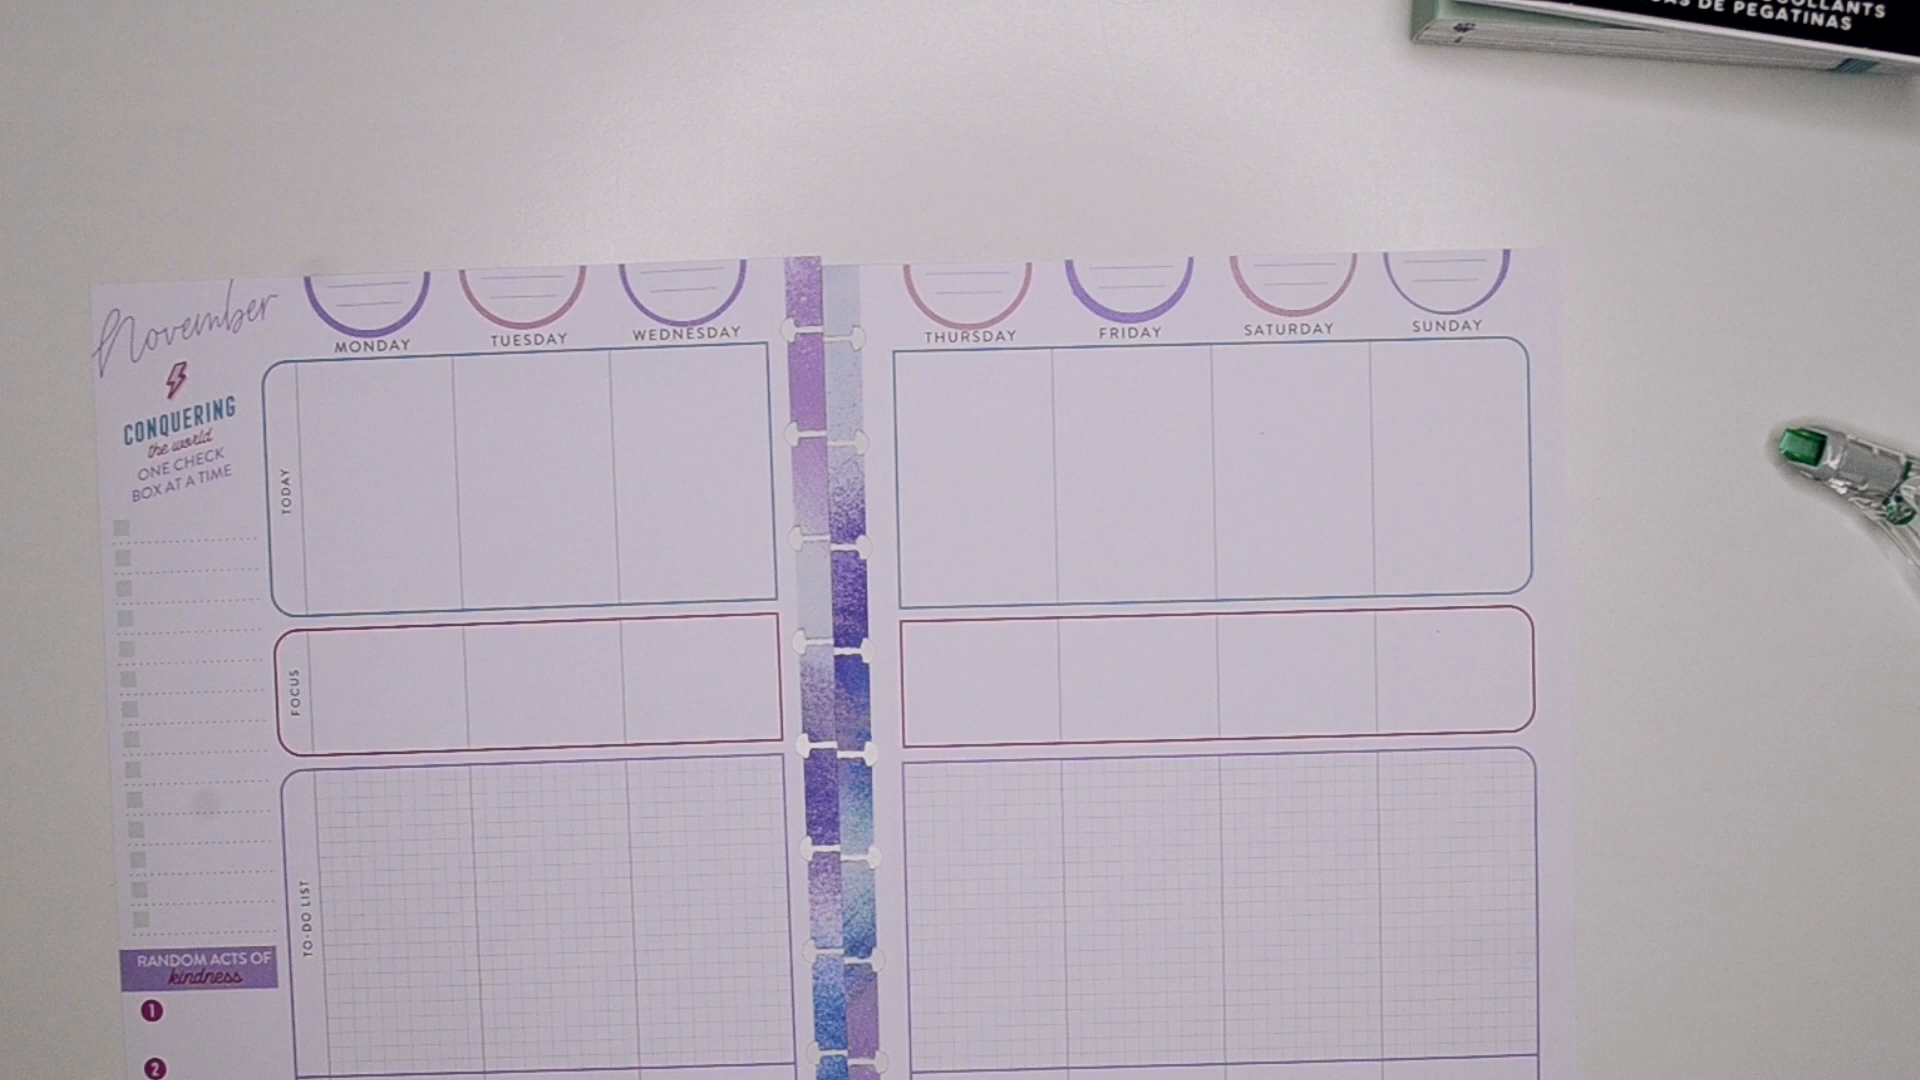 OLLANTS
DE PEGATINAS
November
MONDAY
TUESDAY
WEDNESDAY
THURSDAY
FRIDAY
SATURDAY
SUNDAY
CONQUERING
the world
ONE CHECK
BOX AT A TIME
TODAY
FOCUS
TO-DO LIST
RANDOM ACTS OF
kindness
1
2